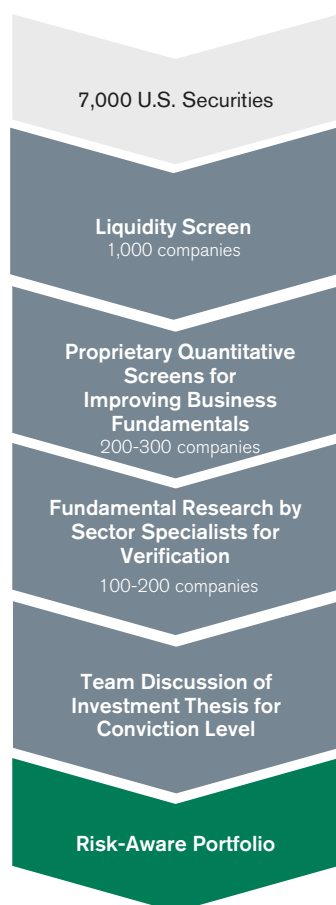 7,000 U.S. Securities
Liquidity Screen
1,000 companies
Proprietary Quantitative
Screens for
Improving Business
Fundamentals
200-300 companies
Fundamental Research by
Sector Specialists for
Verification
100-200 companies
Team Discussion of
Investment Thesis for
Conviction Level
Risk-Aware Portfolio